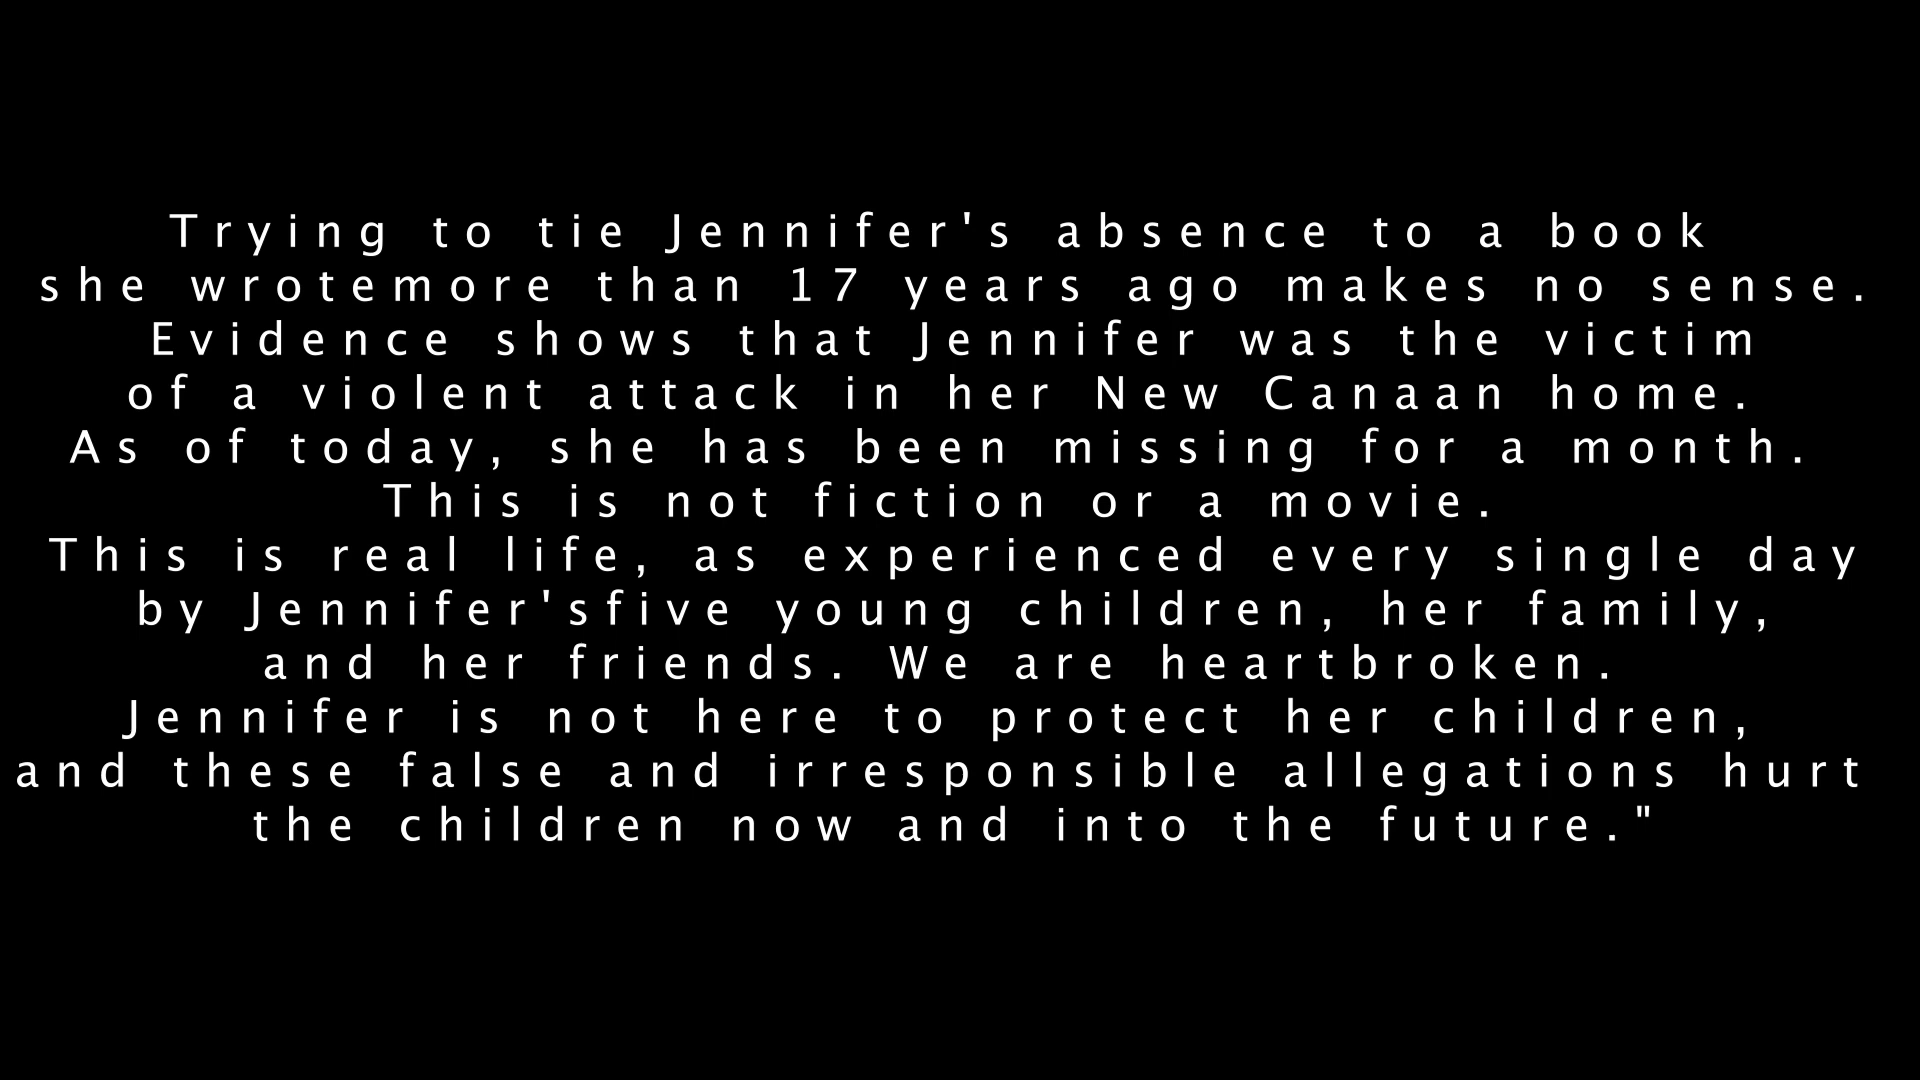 Trying to tie Jennifer's absence to a book
she wrotemore than 17 years ago makes no sense.
Evidence shows that Jennifer was the victim
of a violent attack in her New Canaan home.
As of today, she has been missing for a month.
This is not fiction or a movie.
This is real life, as experienced every single day
by Jennifer'sfive young children, her family,
and her friends. We are heartbroken.
Jennifer is not here to protect her children,
and these false and irresponsible allegations hurt
the children now and into the future."